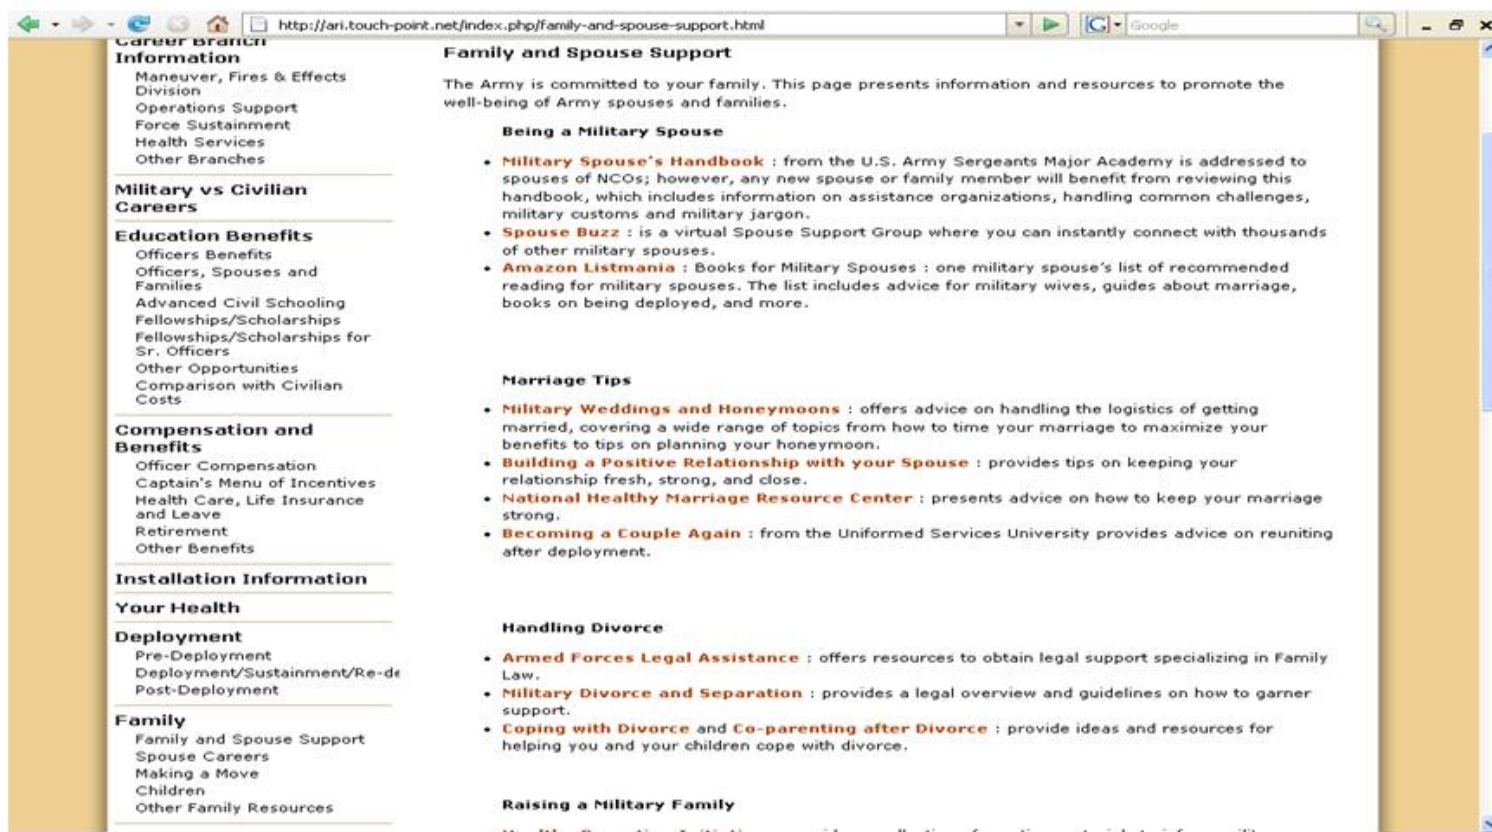 http://ari.touch-point.net/index.php/family-and-spouse-support.html
Google
Career Branch
Information
Maneuver, Fires & Effects
Division
Operations Support
Force Sustainment
Health Services
Other Branches
Military vs Civilian
Careers
Education Benefits
Officers Benefits
Officers, Spouses and
Families
Advanced Civil Schooling
Fellowships/Scholarships
Fellowships/Scholarships for
Sr. Officers
Other Opportunities
Comparison with Civilian
Costs
Compensation and
Benefits
Officer Compensation
Captain's Menu of Incentives
Health Care, Life Insurance
and Leave
Retirement
Other Benefits
Installation Information
Your Health
Deployment
Pre-Deployment
Deployment/Sustainment/Re-de
Post-Deployment
Family
Family and Spouse Support
Spouse Careers
Making a Move
Children
Other Family Resources
Family and Spouse Support
The Army is committed to your family. This page presents information and resources to promote the
well-being of Army spouses and families.
Being a Military Spouse
• Military Spouse's Handbook : from the U.S. Army Sergeants Major Academy is addressed to
spouses of NCOs; however, any new spouse or family member will benefit from reviewing this
handbook, which includes information on assistance organizations, handling common challenges,
military customs and military jargon.
• Spouse Buzz : is a virtual Spouse Support Group where you can instantly connect with thousands
of other military spouses.
• Amazon Listmania : Books for Military Spouses : one military spouse's list of recommended
reading for military spouses. The list includes advice for military wives, guides about marriage,
books on being deployed, and more.
Marriage Tips
• Military Weddings and Honeymoons : offers advice on handling the logistics of getting
married, covering a wide range of topics from how to time your marriage to maximize your
benefits to tips on planning your honeymoon.
• Building a Positive Relationship with your Spouse : provides tips on keeping your
relationship fresh, strong, and close.
• National Healthy Marriage Resource Center : presents advice on how to keep your marriage
strong.
• Becoming a Couple Again : from the Uniformed Services University provides advice on reuniting
after deployment.
Handling Divorce
• Armed Forces Legal Assistance : offers resources to obtain legal support specializing in Family
Law.
• Military Divorce and Separation : provides a legal overview and guidelines on how to garner
support.
• Coping with Divorce and Co-parenting after Divorce : provide ideas and resources for
helping you and your children cope with divorce.
Raising a Military Family